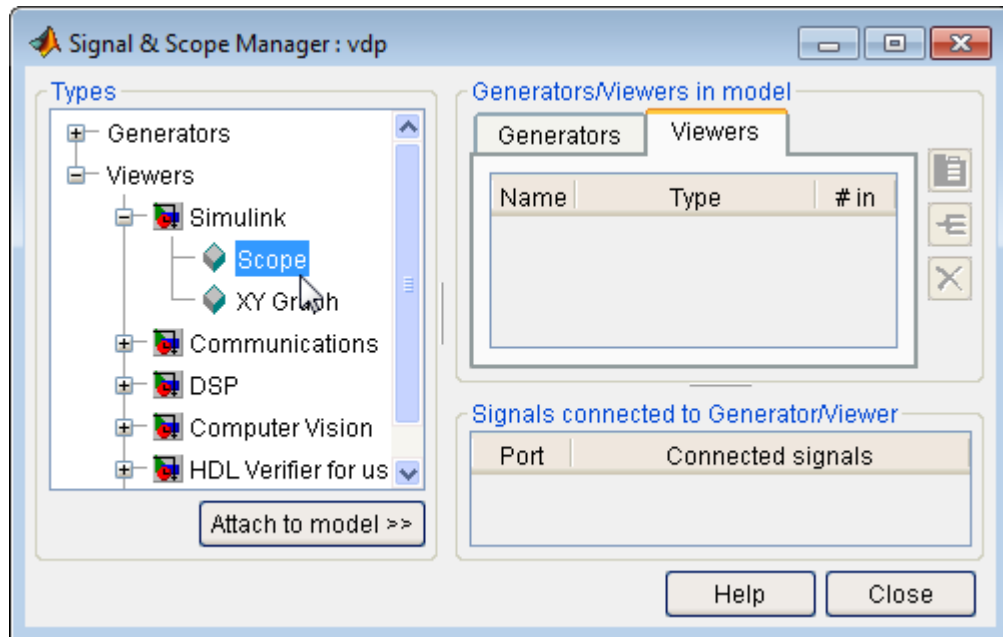 Signal & Scope Manager : vdp
Types
Generators
Viewers
Simulink
Scope
XY Graph
Communications
DSP
Computer Vision
HDL Verifier for us
Attach to model >>
Generators/Viewers in model
Generators Viewers
Name Type # in
Signals connected to Generator/Viewer
Port Connected signals
Help Close